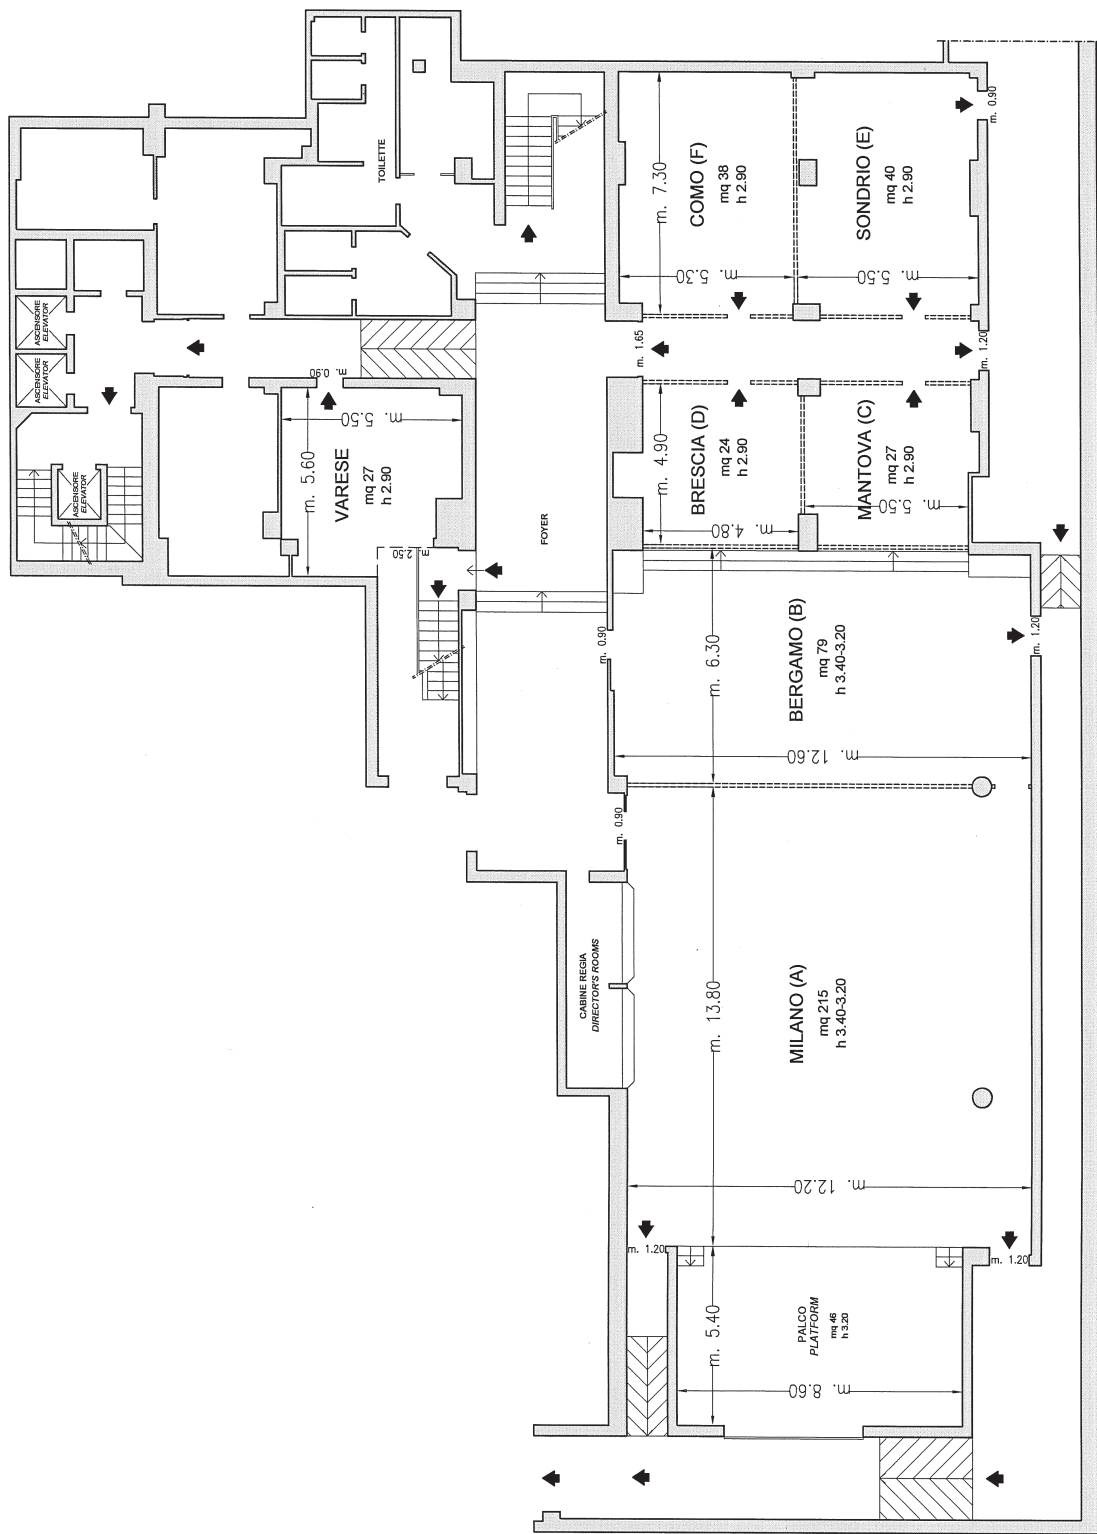 TOILETTE
ASCENSORE
ELEVATOR
ASCENSORE
ELEVATOR
ASCENSORE
ELEVATOR
m. 0.90
m. 5.50
m. 5.60
VARESE
mq 27
h 2.90
m. 2.50
FOYER
m. 7.30
COMO (F)
mq 38
h 2.90
m. 5.30
SONDRIO (E)
mq 40
h 2.90
m. 5.50
m. 0.90
m. 1.65
m. 1.20
m. 4.90
BRESCIA (D)
mq 24
h 2.90
m. 4.80
MANTOVA (C)
mq 27
h 2.90
m. 5.50
m. 0.90
m. 6.30
BERGAMO (B)
mq 79
h 3.40-3.20
m. 12.60
m. 1.20
m. 0.90
CABINE REGIA
DIRECTOR'S ROOMS
m. 13.80
MILANO (A)
mq 215
h 3.40-3.20
m. 12.20
m. 1.20
m. 1.20
m. 5.40
PALCO
PLATFORM
mq 46
h 3.20
m. 8.60